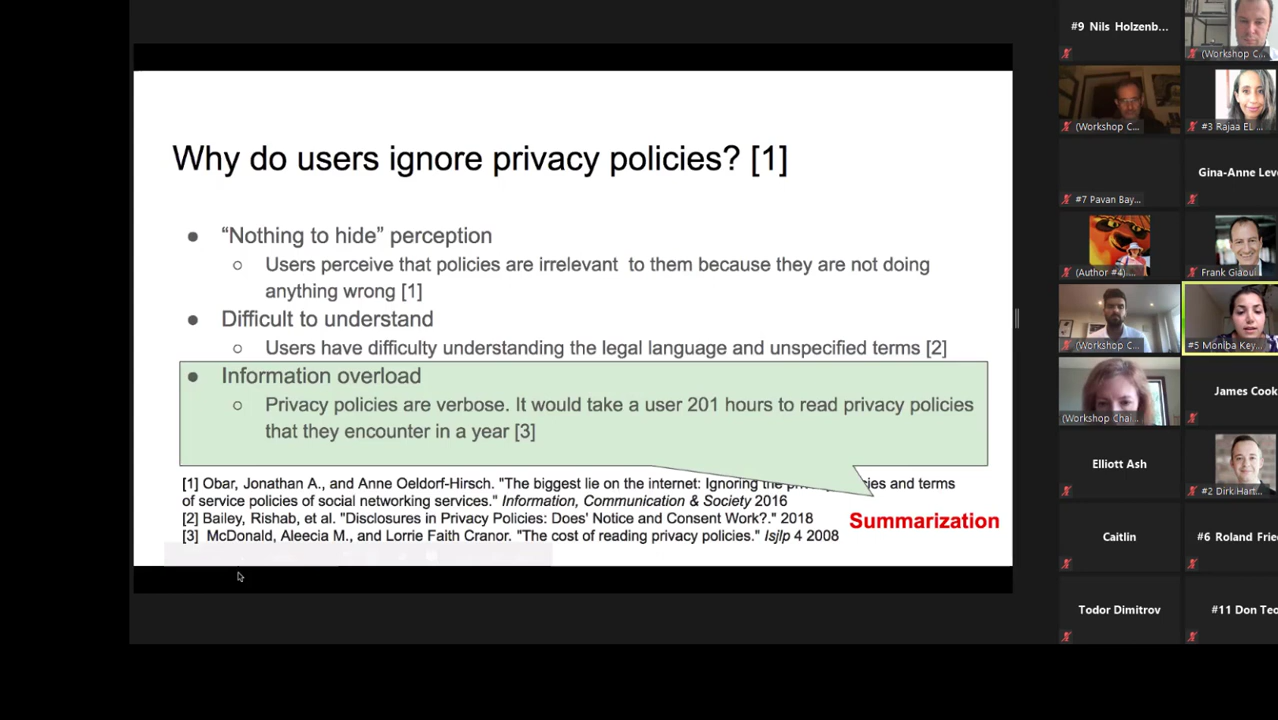 Why do users ignore privacy policies? [1]
● “Nothing to hide” perception
○ Users perceive that policies are irrelevant to them because they are not doing
anything wrong [1]
● Difficult to understand
○ Users have difficulty understanding the legal language and unspecified terms [2]
● Information overload
○ Privacy policies are verbose. It would take a user 201 hours to read privacy policies
that they encounter in a year [3]
[1] Obar, Jonathan A., and Anne Oeldorf-Hirsch. "The biggest lie on the internet: Ignoring the and terms
of service policies of social networking services." Information, Communication & Society 2016
[2] Bailey, Rishab, et al. "Disclosures in Privacy Policies: Does' Notice and Consent Work?." 2018
[3] McDonald, Aleecia M., and Lorrie Faith Cranor. "The cost of reading privacy policies." Isjlp 4 2008
Summarization
#9 Nils Holzenb...
(Workshop C...
(Workshop C...
#3 Rajaa EL
#7 Pavan Bay...
Gina-Anne Lev
(Author #4)...
Frank Giaou
(Workshop C...
#5 Moniba Key...
(Workshop Chai...
James Cook
Elliott Ash
#2 Dirk Hart...
Caitlin
#6 Roland Frie
Todor Dimitrov
#11 Don Teo